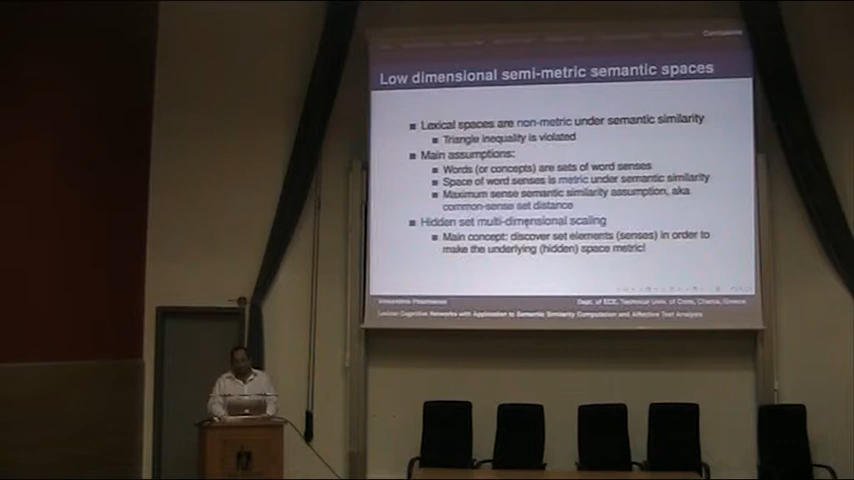 Conclusions
Low dimensional semi-metric semantic spaces
Lexical spaces are non-metric under semantic similarity
Triangle inequality is violated
Main assumptions:
Words (or concepts) are sets of word senses
Space of word senses is metric under semantic similarity
Maximum sense semantic similarity assumption, aka
common-sense set distance
Hidden set multi-dimensional scaling
Main concept: discover set elements (senses) in order to
make the underlying (hidden) space metric!
Alexandros Potamianos
Dept. of ECE, Technical Univ. of Crete, Chania, Greece
Lexical Cognitive Networks with Application to Semantic Similarity Computation and Affective Text Analysis